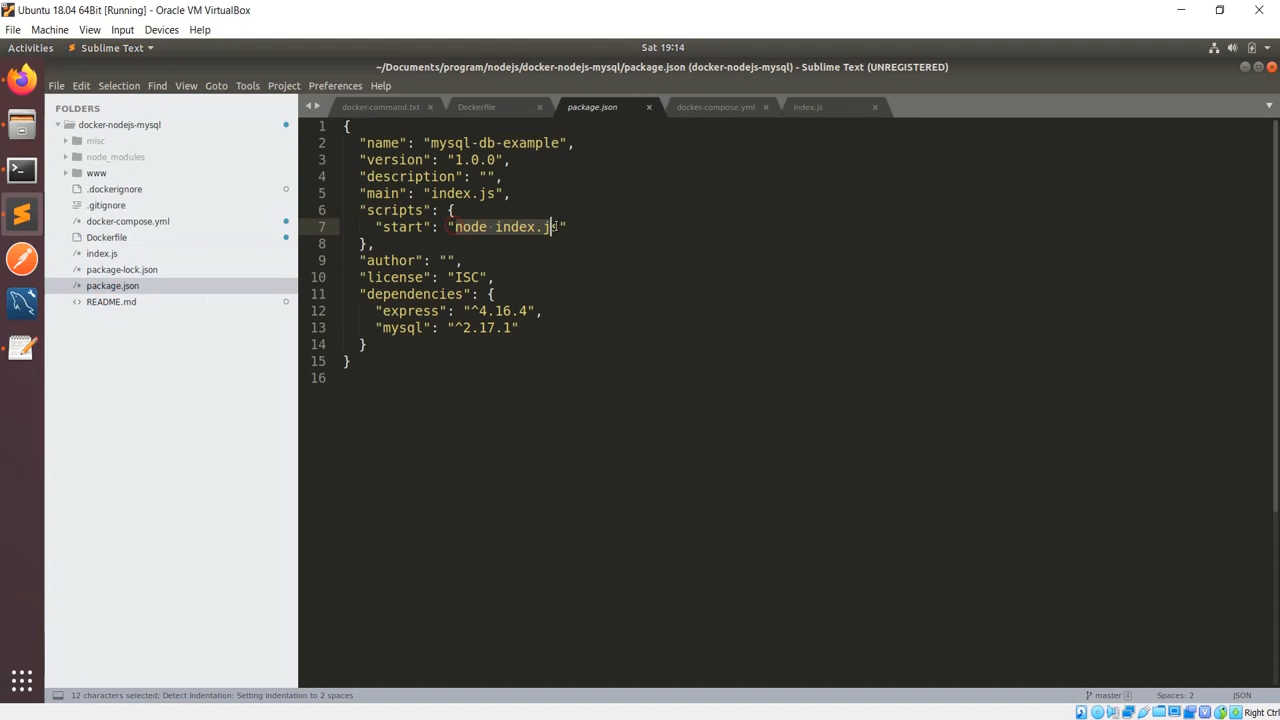 Ubuntu 18.04 64Bit [Running] - Oracle VM VirtualBox
File Machine View Input Devices Help
Activities Sublime Text Sat 19:14
~/Documents/program/nodejs/docker-nodejs-mysql/package.json (docker-nodejs-mysql) - Sublime Text (UNREGISTERED)
File Edit Selection Find View Goto Tools Project Preferences Help
FOLDERS
docker-nodejs-mysql
misc
node_modules
www
.dockerignore
.gitignore
docker-compose.yml
Dockerfile
index.js
package-lock.json
package.json
README.md
docker-command.txt Dockerfile package.json docker-compose.yml index.js
1 {
2 "name": "mysql-db-example",
3 "version": "1.0.0",
4 "description": "",
5 "main": "index.js",
6 "scripts": {
7 "start": "node index.js"
8 },
9 "author": "",
10 "license": "ISC",
11 "dependencies": {
12 "express": "^4.16.4",
13 "mysql": "^2.17.1"
14 }
15 }
16
12 characters selected; Detect Indentation: Setting indentation to 2 spaces master 4 Spaces: 2 JSON
Right Ctrl